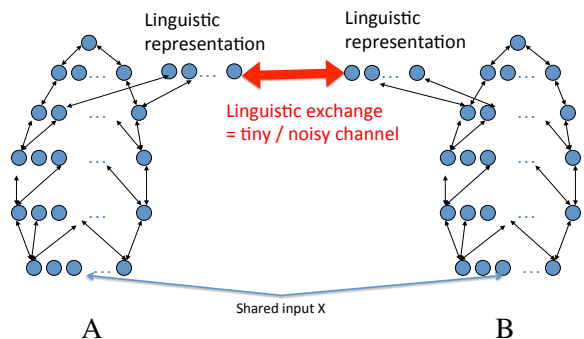 Linguistic
representation
Linguistic
representation
Linguistic exchange
= tiny / noisy channel
Shared input X
A
B